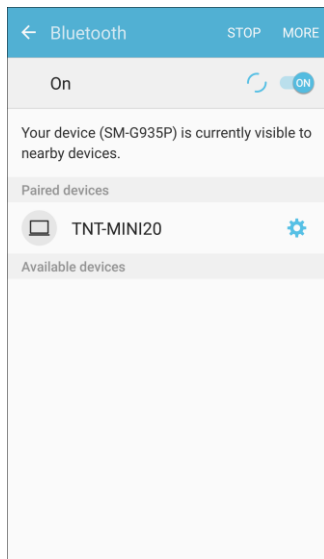 Bluetooth STOP MORE
On ON
Your device (SM-G935P) is currently visible to
nearby devices.
Paired devices
TNT-MINI20
Available devices